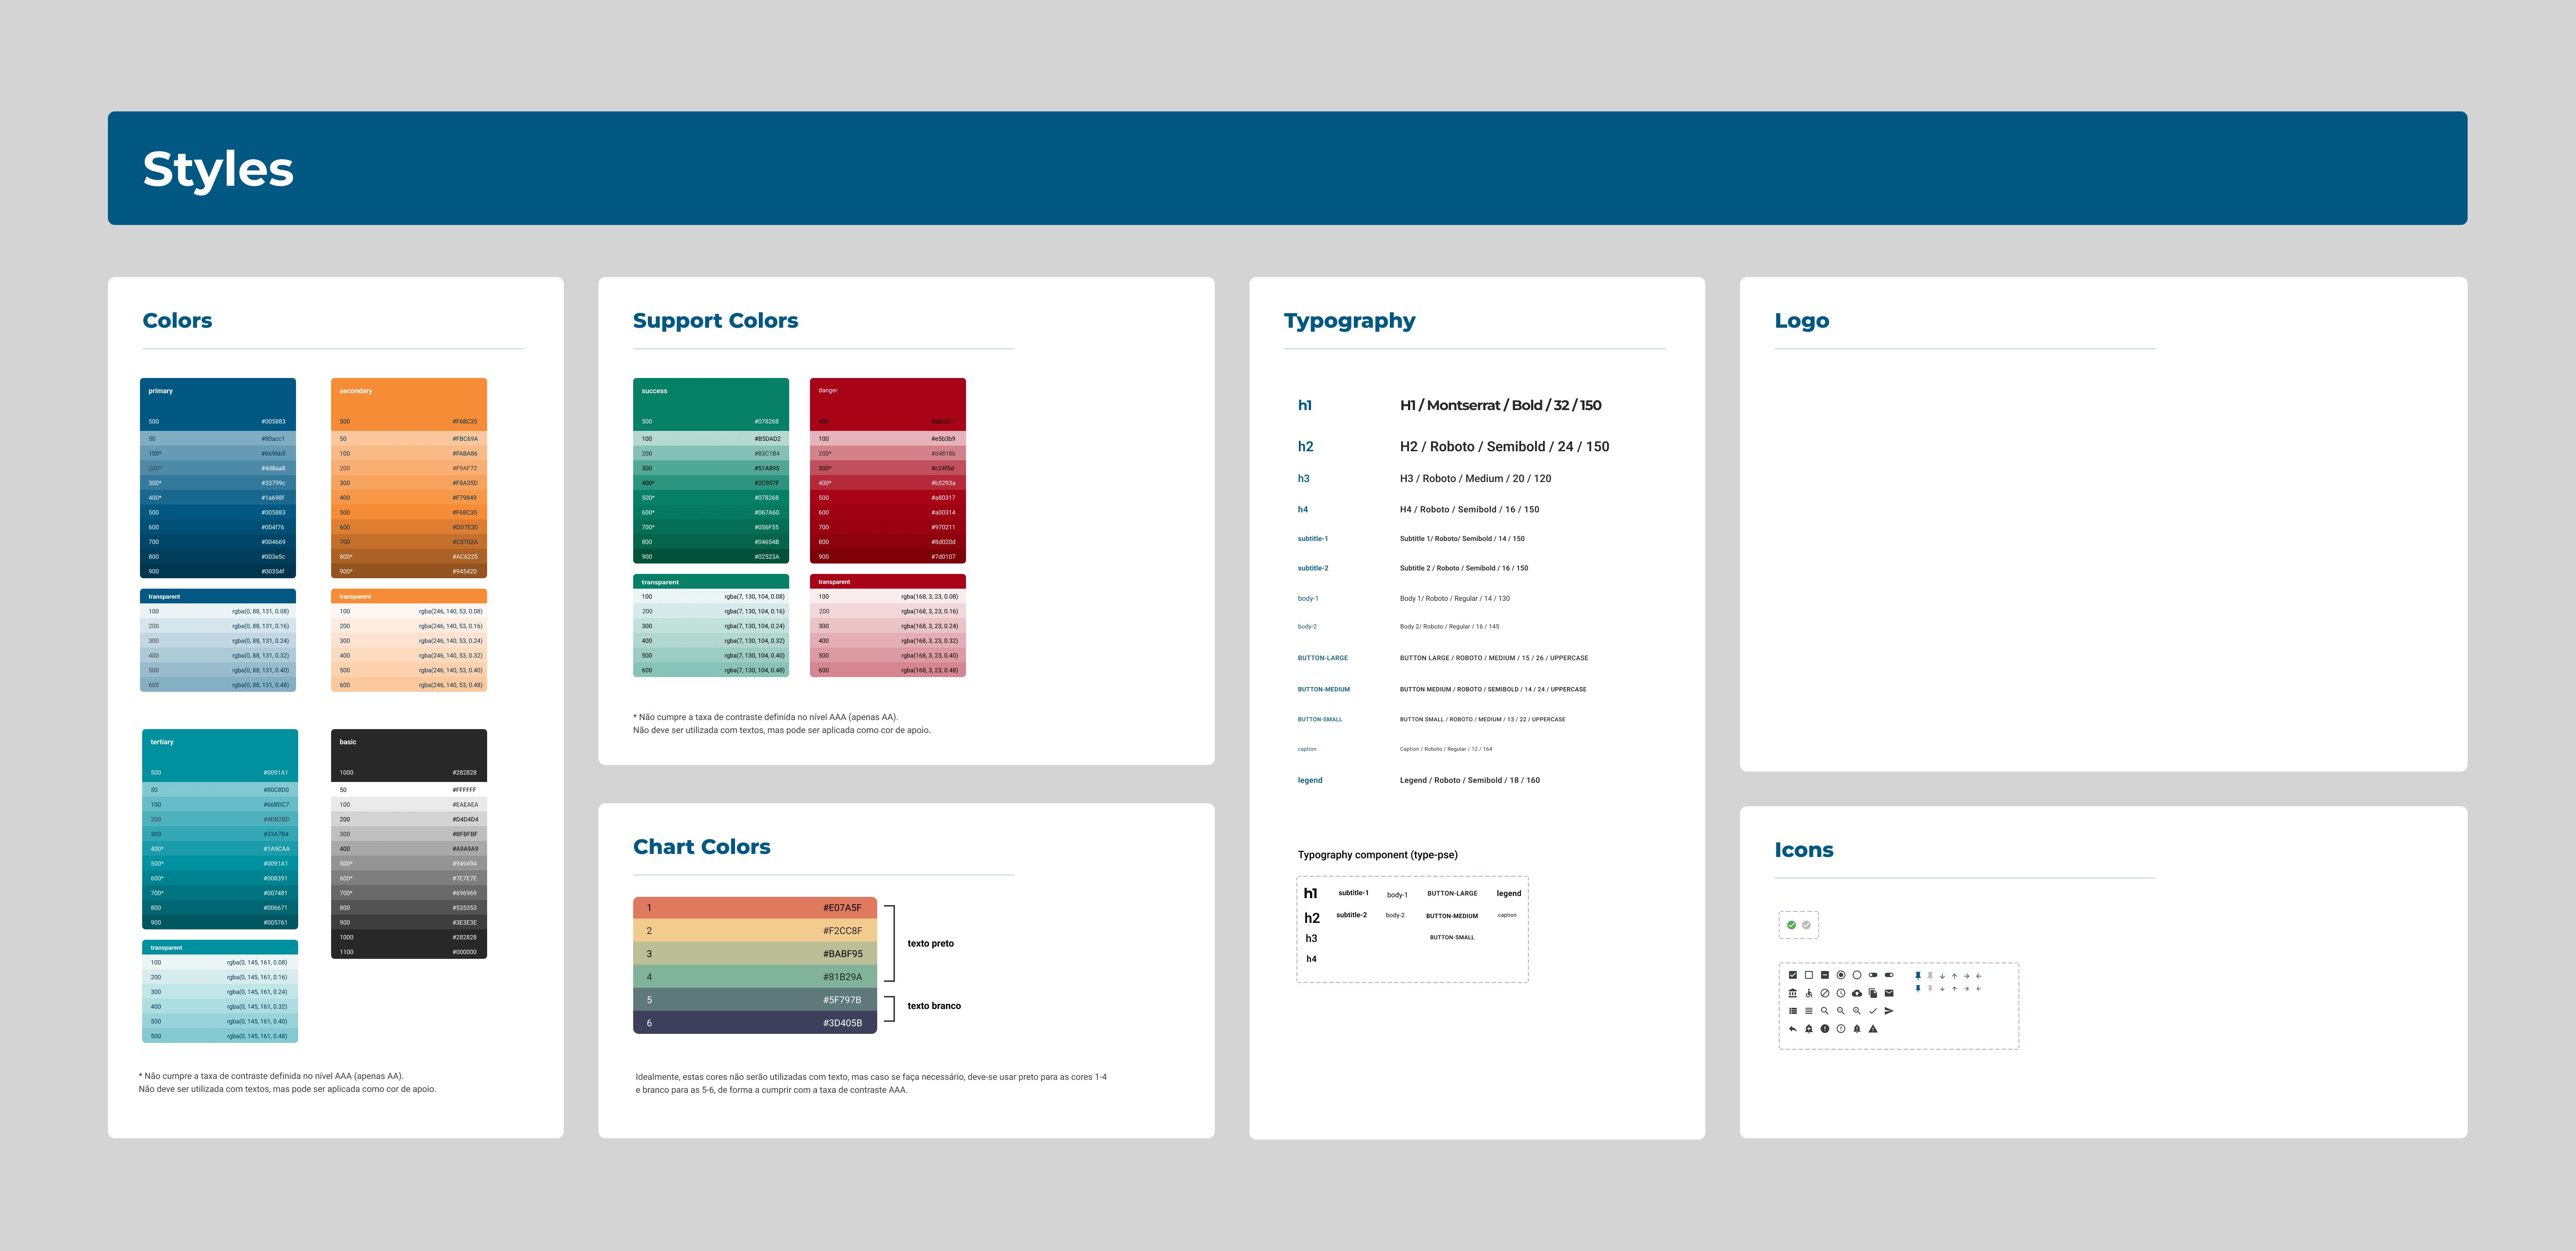 Styles
Colors
primary
500 #005883
50 #80acc1
100* #669bb5
200* #4d8aa8
300* #33799c
400* #1a698f
500 #005883
600 #004f76
700 #004669
800 #003e5c
900 #00354f
transparent
100 rgba(0, 88, 131, 0.08)
200 rgba(0, 88, 131, 0.16)
300 rgba(0, 88, 131, 0.24)
400 rgba(0, 88, 131, 0.32)
500 rgba(0, 88, 131, 0.40)
600 rgba(0, 88, 131, 0.48)
secondary
500 #F68C35
50 #FBC69A
100 #FABA86
200 #F9AF72
300 #F8A35D
400 #F79849
500 #F68C35
600 #DD7E30
700 #C5702A
800* #AC6225
900* #945420
transparent
100 rgba(246, 140, 53, 0.08)
200 rgba(246, 140, 53, 0.16)
300 rgba(246, 140, 53, 0.24)
400 rgba(246, 140, 53, 0.32)
500 rgba(246, 140, 53, 0.40)
600 rgba(246, 140, 53, 0.48)
tertiary
500 #0091A1
50 #80C8D0
100 #66BDC7
200 #4DB2BD
300 #33A7B4
400* #1A9CAA
500* #0091A1
600* #008391
700* #007481
800 #006671
900 #005761
transparent
100 rgba(0, 145, 161, 0.08)
200 rgba(0, 145, 161, 0.16)
300 rgba(0, 145, 161, 0.24)
400 rgba(0, 145, 161, 0.32)
500 rgba(0, 145, 161, 0.40)
500 rgba(0, 145, 161, 0.48)
basic
1000 #282828
50 #FFFFFF
100 #EAEAEA
200 #D4D4D4
300 #BFBFBF
400 #A9A9A9
500* #949494
600* #7E7E7E
700* #696969
800 #535353
900 #3E3E3E
1000 #282828
1100 #000000
* Não cumpre a taxa de contraste definida no nível AAA (apenas AA).
Não deve ser utilizada com textos, mas pode ser aplicada como cor de apoio.
Support Colors
success
500 #078268
100 #B5DAD2
200 #83C1B4
300 #51A895
400* #2C957F
500* #078268
600* #067A60
700* #056F55
800 #04654B
900 #02523A
transparent
100 rgba(7, 130, 104, 0.08)
200 rgba(7, 130, 104, 0.16)
300 rgba(7, 130, 104, 0.24)
400 rgba(7, 130, 104, 0.32)
500 rgba(7, 130, 104, 0.40)
600 rgba(7, 130, 104, 0.48)
danger
500 #a80317
100 #e5b3b9
200* #d4818b
300* #c24f5d
400* #b5293a
500 #a80317
600 #a00314
700 #970211
800 #8d020d
900 #7d0107
transparent
100 rgba(168, 3, 23, 0.08)
200 rgba(168, 3, 23, 0.16)
300 rgba(168, 3, 23, 0.24)
400 rgba(168, 3, 23, 0.32)
500 rgba(168, 3, 23, 0.40)
600 rgba(168, 3, 23, 0.48)
* Não cumpre a taxa de contraste definida no nível AAA (apenas AA).
Não deve ser utilizada com textos, mas pode ser aplicada como cor de apoio.
Chart Colors
1 #E07A5F
2 #F2CC8F
3 #BABF95
4 #81B29A
5 #5F797B
6 #3D405B
texto preto
texto branco
Idealmente, estas cores não serão utilizadas com texto, mas caso se faça necessário, deve-se usar preto para as cores 1-4
e branco para as 5-6, de forma a cumprir com a taxa de contraste AAA.
Typography
h1 H1 / Montserrat / Bold / 32 / 150
h2 H2 / Roboto / Semibold / 24 / 150
h3 H3 / Roboto / Medium / 20 / 120
h4 H4 / Roboto / Semibold / 16 / 150
subtitle-1 Subtitle 1/ Roboto/ Semibold / 14 / 150
subtitle-2 Subtitle 2 / Roboto / Semibold / 16 / 150
body-1 Body 1/ Roboto / Regular / 14 / 130
body-2 Body 2/ Roboto / Regular / 16 / 145
BUTTON-LARGE BUTTON LARGE / ROBOTO / MEDIUM / 15 / 26 / UPPERCASE
BUTTON-MEDIUM BUTTON MEDIUM / ROBOTO / SEMIBOLD / 14 / 24 / UPPERCASE
BUTTON-SMALL BUTTON SMALL / ROBOTO / MEDIUM / 13 / 22 / UPPERCASE
caption Caption / Roboto / Regular / 12 / 164
legend Legend / Roboto / Semibold / 18 / 160
Typography component (type-pse)
h1 subtitle-1 body-1 BUTTON-LARGE legend
h2 subtitle-2 body-2 BUTTON-MEDIUM caption
h3 BUTTON-SMALL
h4
Logo
Icons